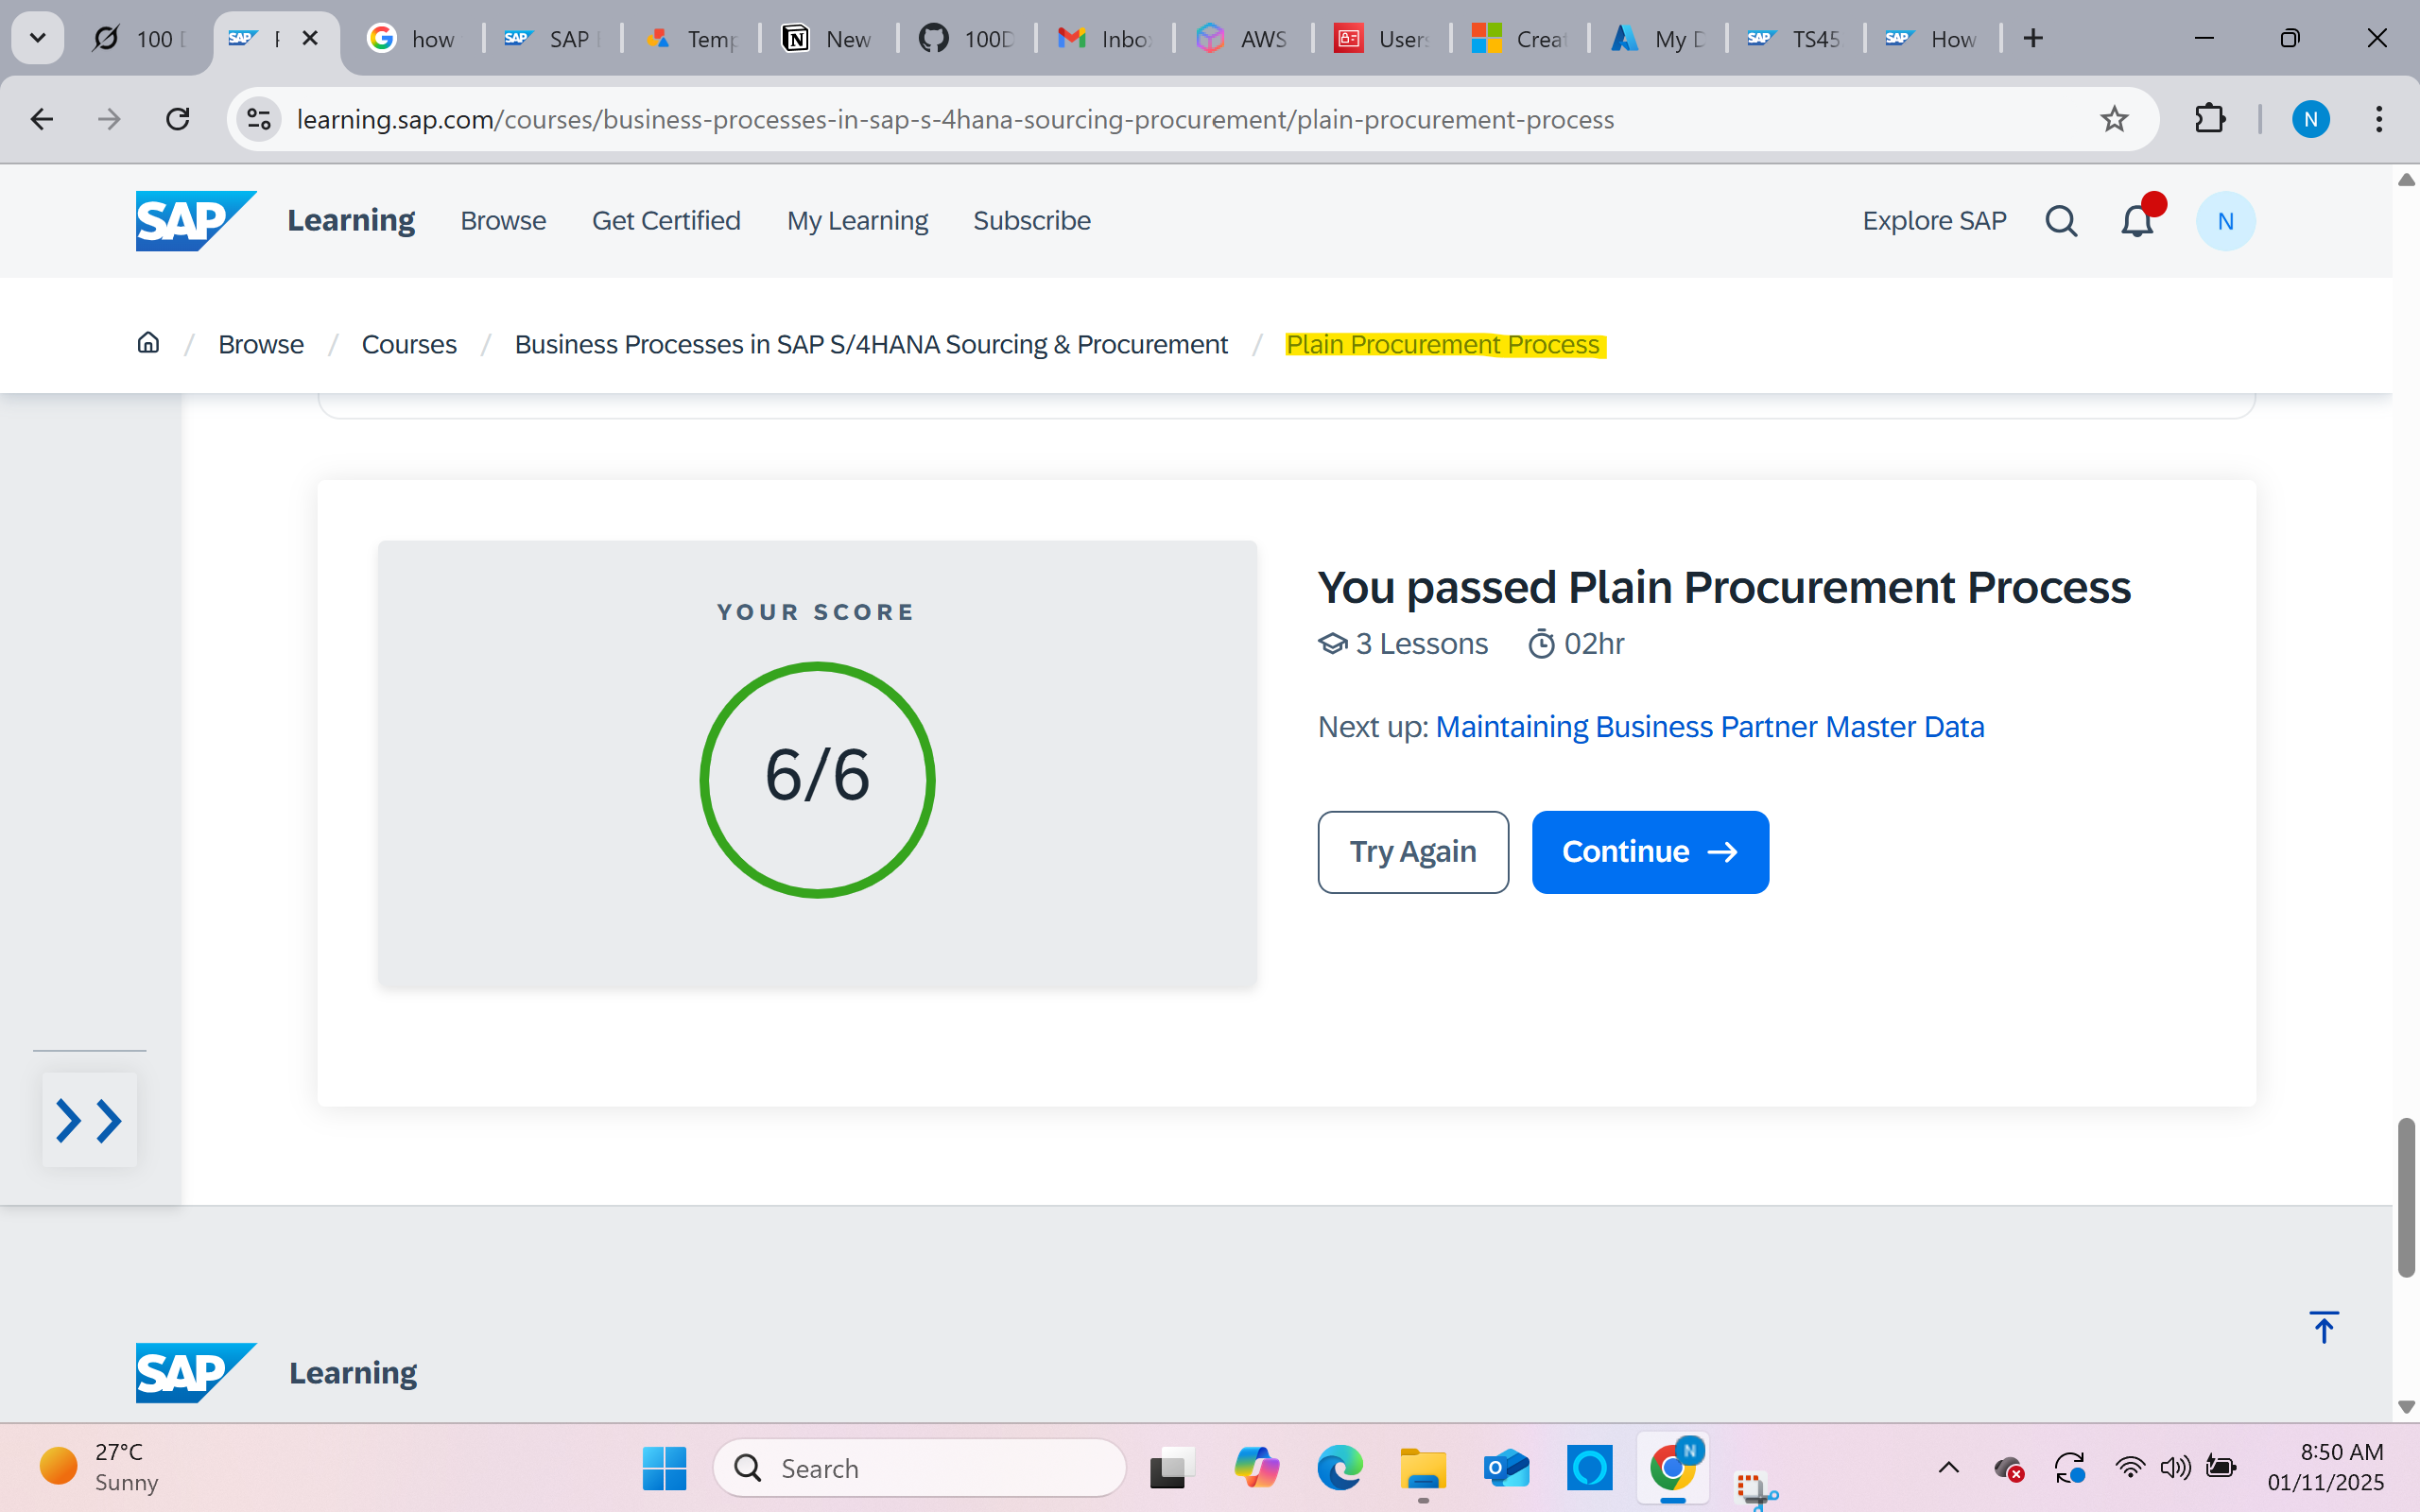 100
SAP
how
SAP
Temp
New
100D
Inbo
AWS
Users
Creat
My D
SAP TS45
SAP How
learning.sap.com/courses/business-processes-in-sap-s-4hana-sourcing-procurement/plain-procurement-process
N
SAP Learning Browse Get Certified My Learning Subscribe Explore SAP N
/ Browse / Courses / Business Processes in SAP S/4HANA Sourcing & Procurement / Plain Procurement Process
YOUR SCORE
6/6
You passed Plain Procurement Process
3 Lessons 02hr
Next up: Maintaining Business Partner Master Data
Try Again Continue →
SAP Learning
27°C
Sunny
Search
N
8:50 AM
01/11/2025